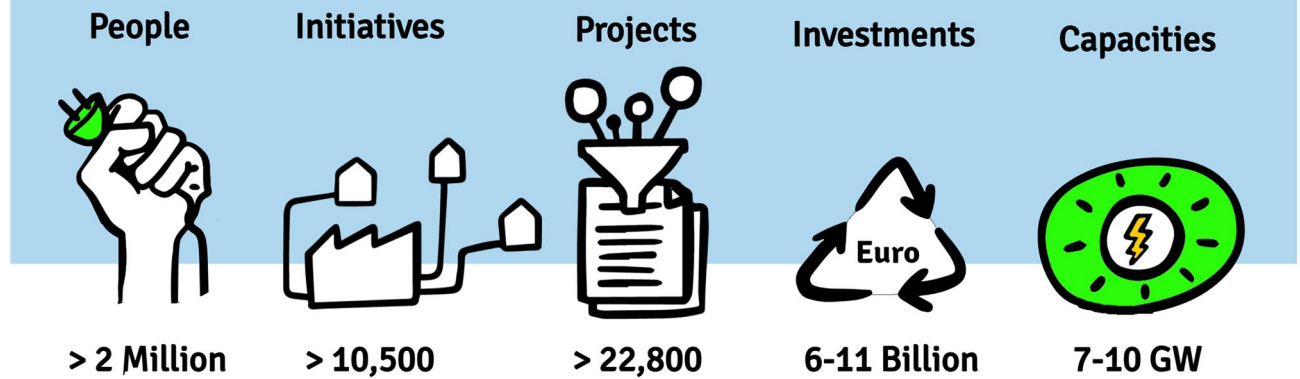 People
Initiatives
Projects
Investments
Capacities
Euro
> 2 Million
> 10,500
> 22,800
6-11 Billion
7-10 GW